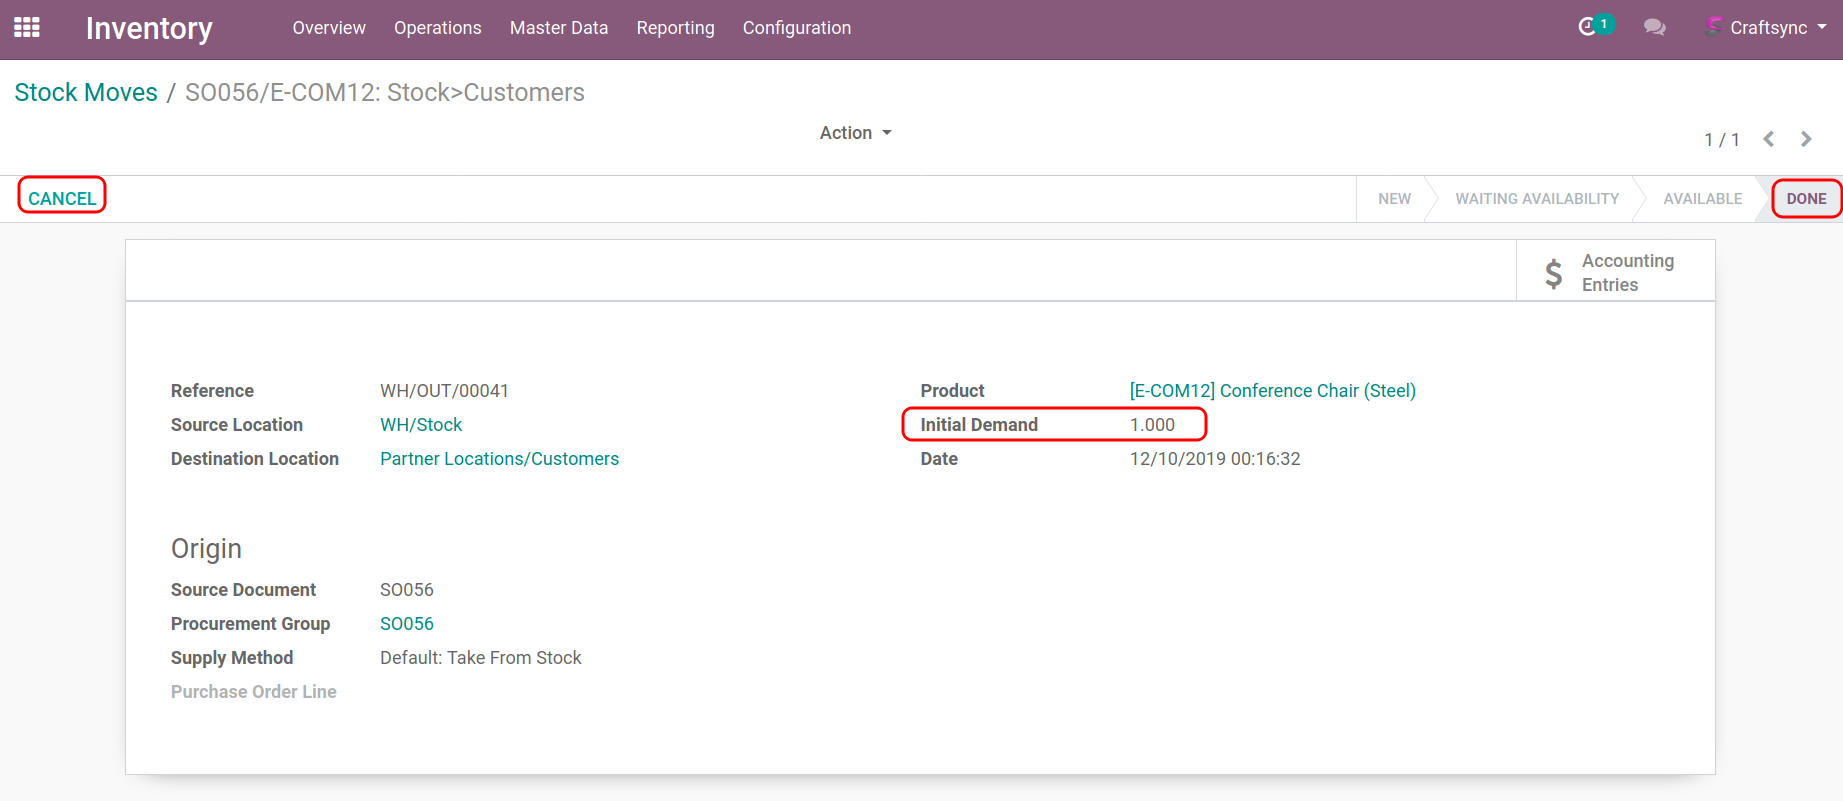 Inventory Overview Operations Master Data Reporting Configuration 1 Craftsync
Stock Moves / SO056/E-COM12: Stock>Customers
Action
1 / 1
CANCEL NEW WAITING AVAILABILITY AVAILABLE DONE
$ Accounting
Entries
Reference WH/OUT/00041 Product [E-COM12] Conference Chair (Steel)
Source Location WH/Stock Initial Demand 1.000
Destination Location Partner Locations/Customers Date 12/10/2019 00:16:32
Origin
Source Document SO056
Procurement Group SO056
Supply Method Default: Take From Stock
Purchase Order Line